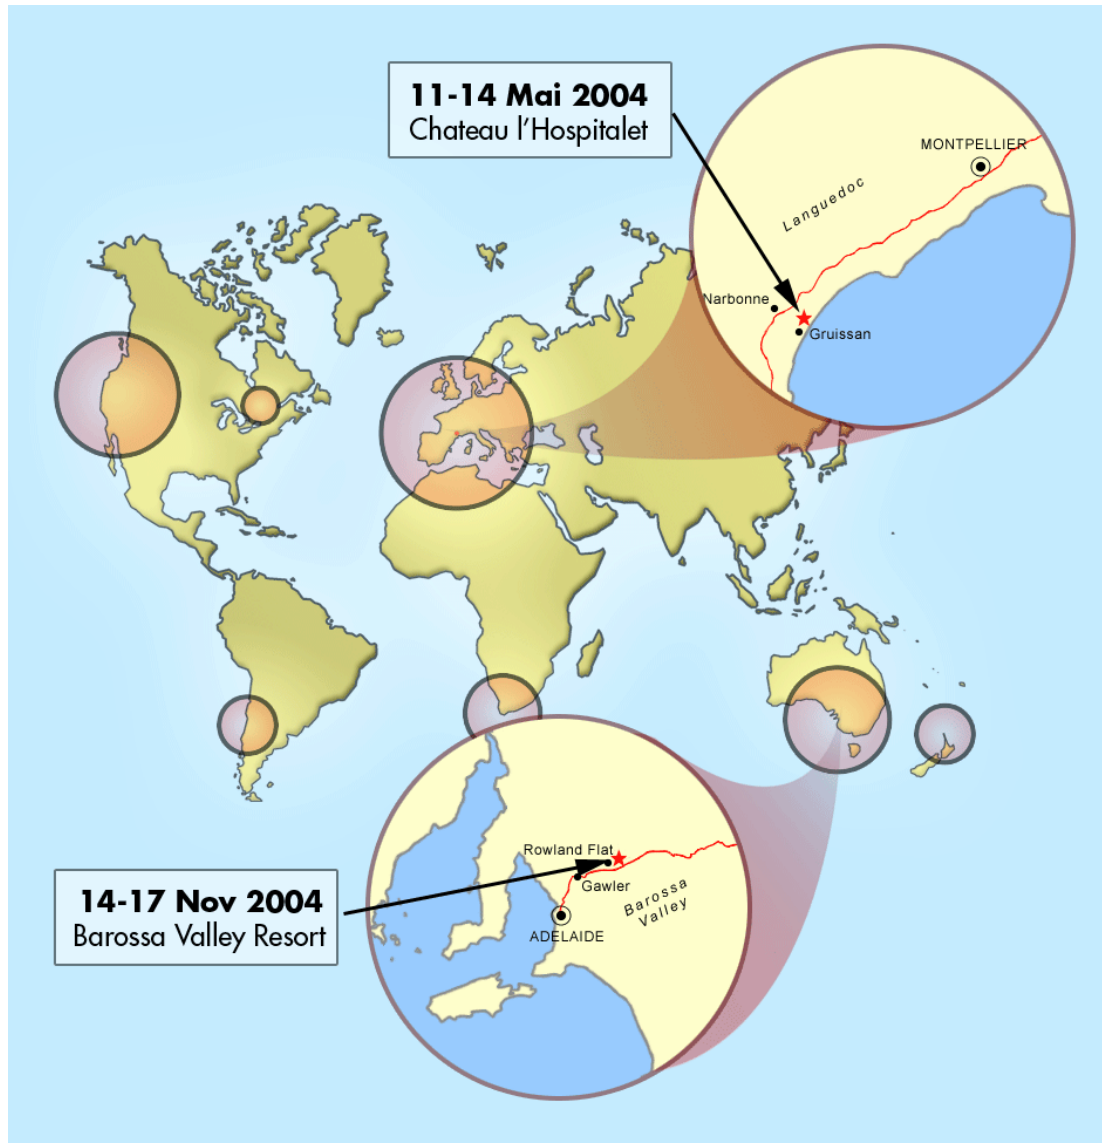 11-14 Mai 2004
Chateau l'Hospitalet
MONTPELLIER
Languedoc
Narbonne
Gruissan
14-17 Nov 2004
Barossa Valley Resort
Rowland Flat
Gawler
Barossa
Valley
ADELAIDE